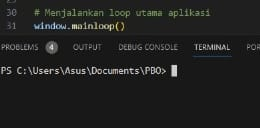 30 # Menjalankan loop utama aplikasi
31 window.mainloop()
PROBLEMS 4 OUTPUT DEBUG CONSOLE TERMINAL POR
PS C:\Users\Asus\Documents\PBO>